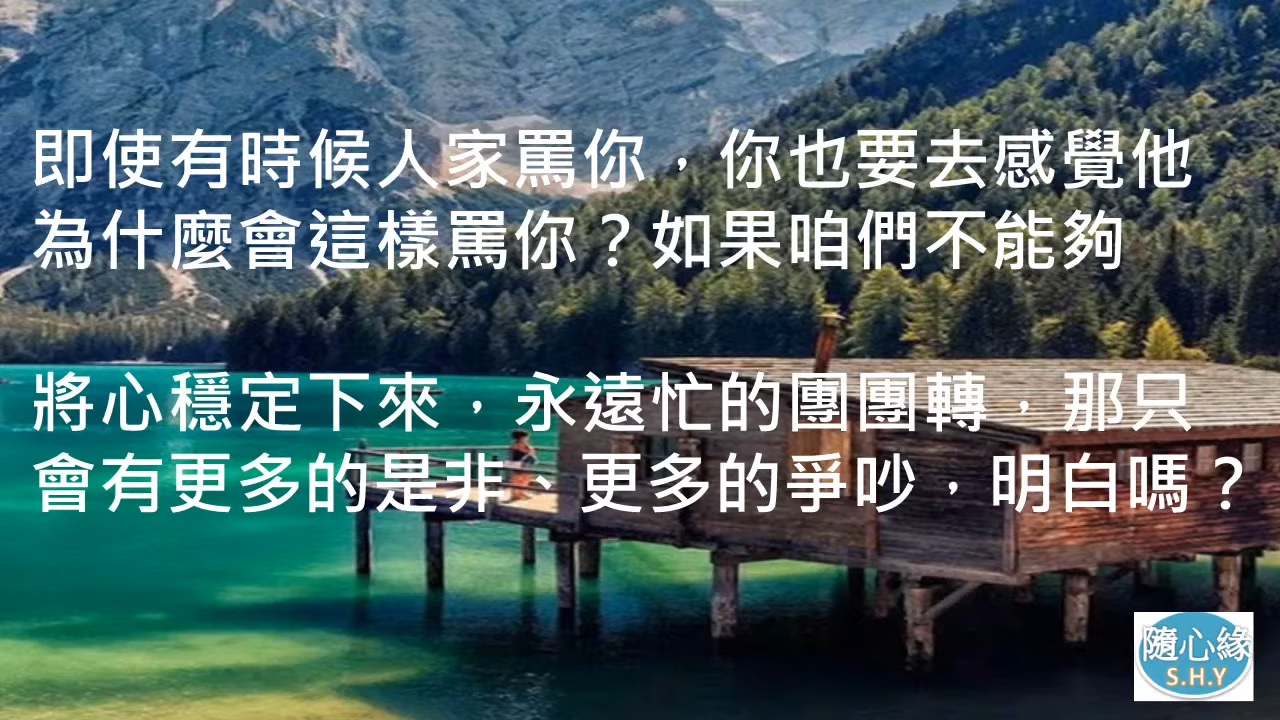 即使有時候人家罵你，你也要去感覺他
為什麼會這樣罵你？如果咱們不能夠
將心穩定下來，永遠忙的團團轉，那只
會有更多的是非、更多的爭吵，明白嗎？
隨心緣
S.H.Y